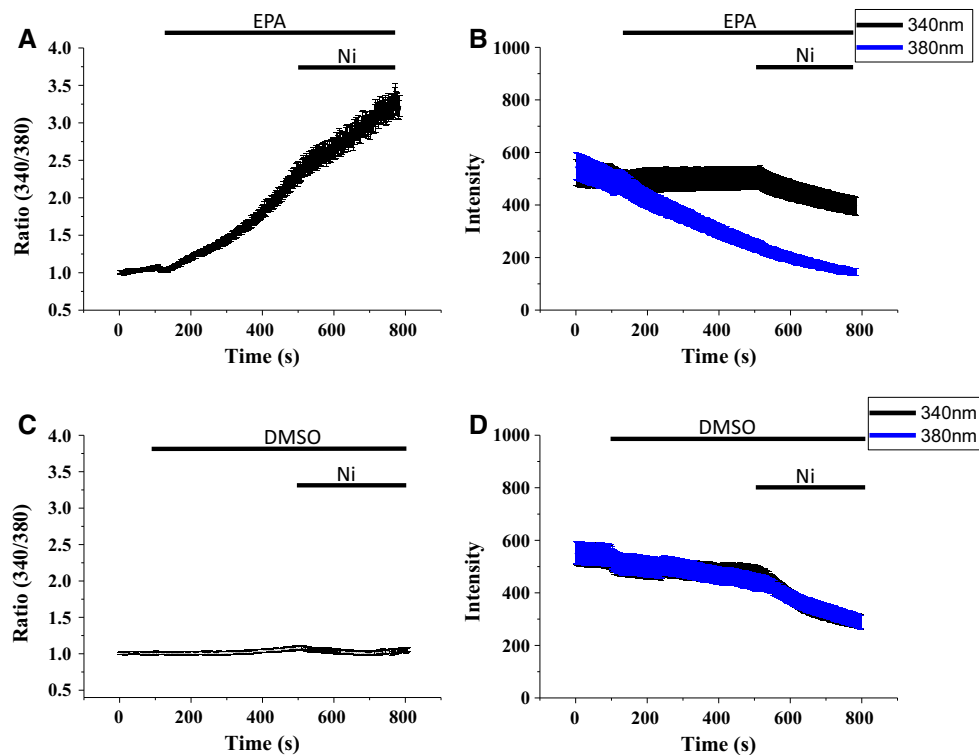 A
EPA
Ni
4.0
3.5
3.0
2.5
2.0
1.5
1.0
0.5
Ratio (340/380)
0 200 400 600 800
Time (s)
B
EPA
340nm
380nm
Ni
1000
800
600
400
200
0
Intensity
0 200 400 600 800
Time (s)
C
DMSO
Ni
4.0
3.5
3.0
2.5
2.0
1.5
1.0
0.5
Ratio (340/380)
0 200 400 600 800
Time (s)
D
DMSO
340nm
380nm
Ni
1000
800
600
400
200
0
Intensity
0 200 400 600 800
Time (s)